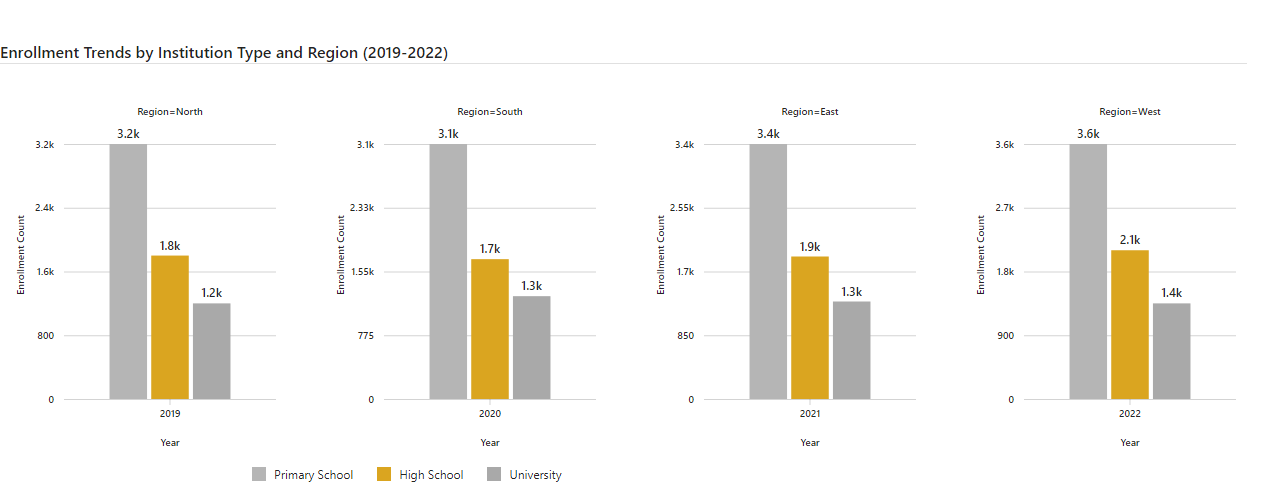 Enrollment Trends by Institution Type and Region (2019-2022)
Region=North
3.2k
2.4k
1.6k
800
0
Enrollment Count
3.2k
1.8k
1.2k
2019
Year
Region=South
3.1k
2.33k
1.55k
775
0
Enrollment Count
3.1k
1.7k
1.3k
2020
Year
Region=East
3.4k
2.55k
1.7k
850
0
Enrollment Count
3.4k
1.9k
1.3k
2021
Year
Region=West
3.6k
2.7k
1.8k
900
0
Enrollment Count
3.6k
2.1k
1.4k
2022
Year
Primary School
High School
University